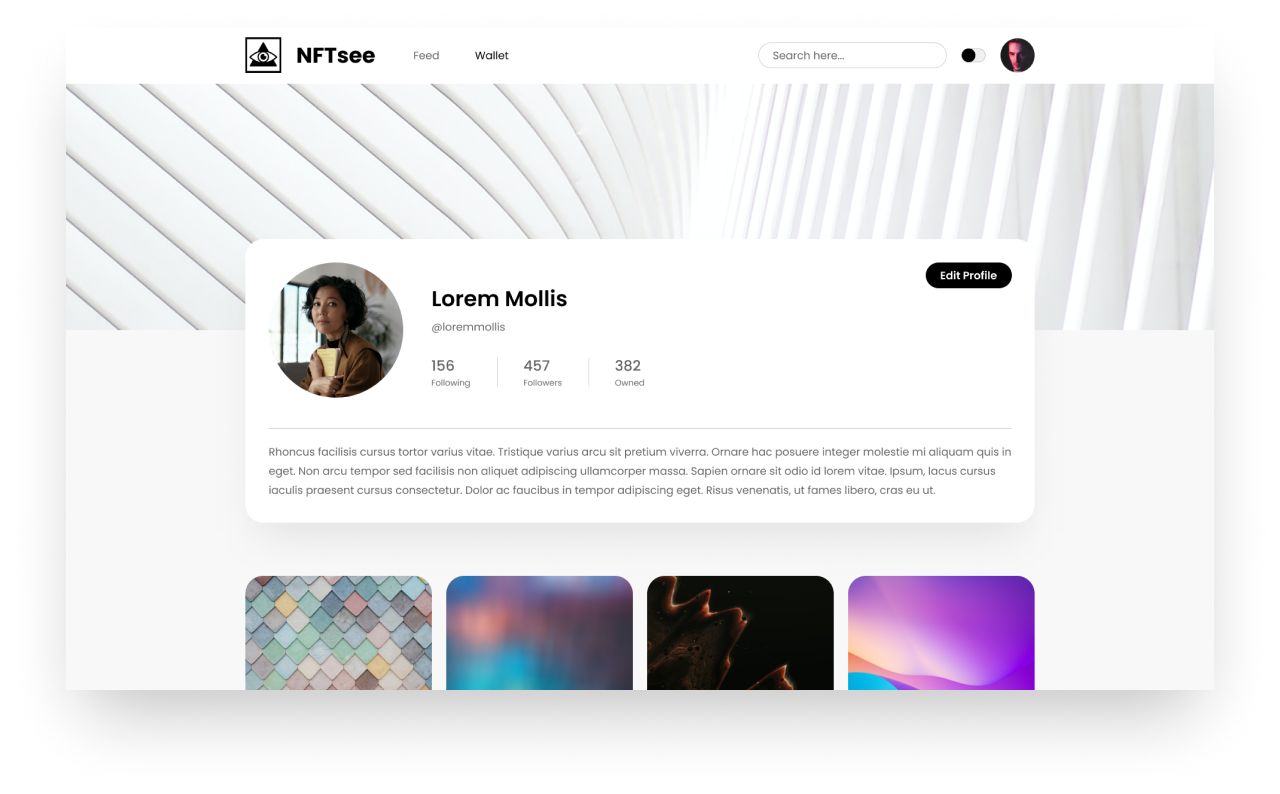 NFTsee Feed Wallet Search here...
Edit Profile
Lorem Mollis
@loremmollis
156 457 382
Following Followers Owned
Rhoncus facilisis cursus tortor varius vitae. Tristique varius arcu sit pretium viverra. Ornare hac posuere integer molestie mi aliquam quis in
eget. Non arcu tempor sed facilisis non aliquet adipiscing ullamcorper massa. Sapien ornare sit odio id lorem vitae. Ipsum, lacus cursus
iaculis praesent cursus consectetur. Dolor ac faucibus in tempor adipiscing eget. Risus venenatis, ut fames libero, cras eu ut.